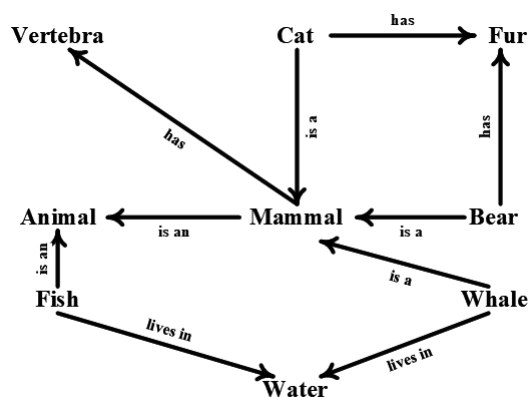 Vertebra
Cat
has
Fur
has
is a
has
Animal
is an
Mammal
is a
Bear
is an
is a
Fish
Whale
lives in
lives in
Water